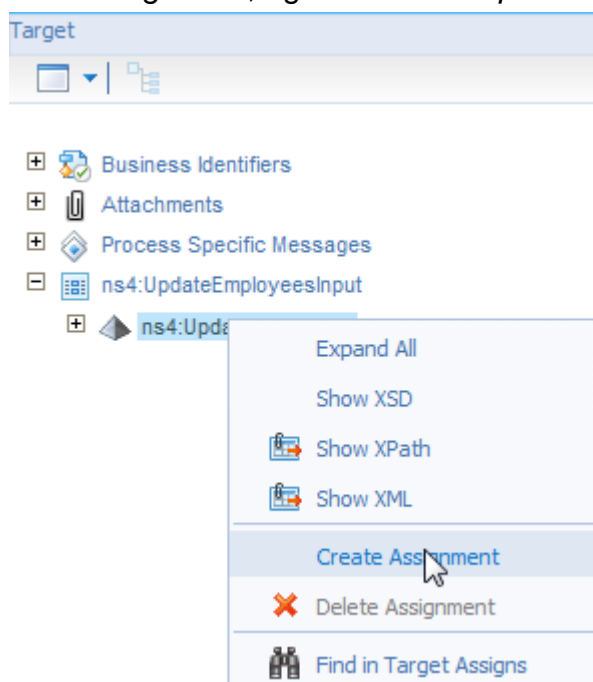 Target
Business Identifiers
Attachments
Process Specific Messages
ns4:UpdateEmployeesInput
ns4:Upda
Expand All
Show XSD
Show XPath
Show XML
Create Assignment
Delete Assignment
Find in Target Assigns